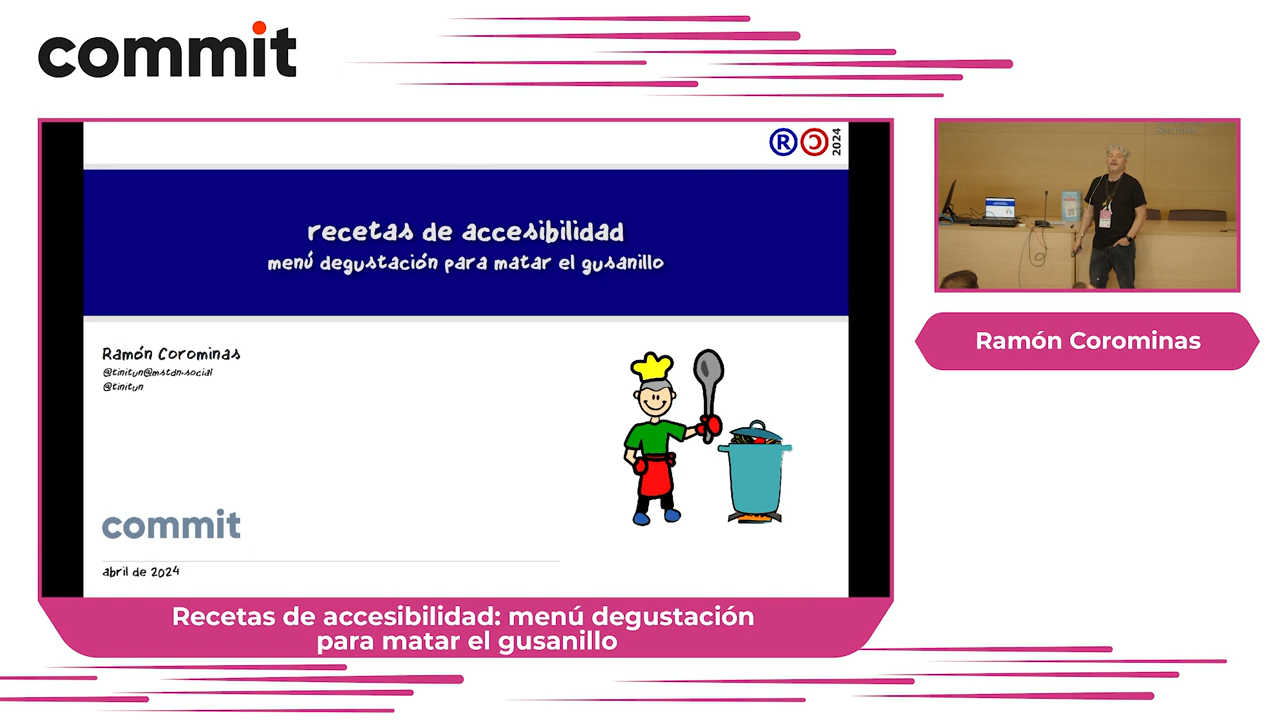 commit
R C 2024
recetas de accesibilidad
menú degustación para matar el gusanillo
Ramón Corominas
@tinitun@mstdn.social
@tinitun
commit
abril de 2024
Recetas de accesibilidad: menú degustación
para matar el gusanillo
Ramón Corominas